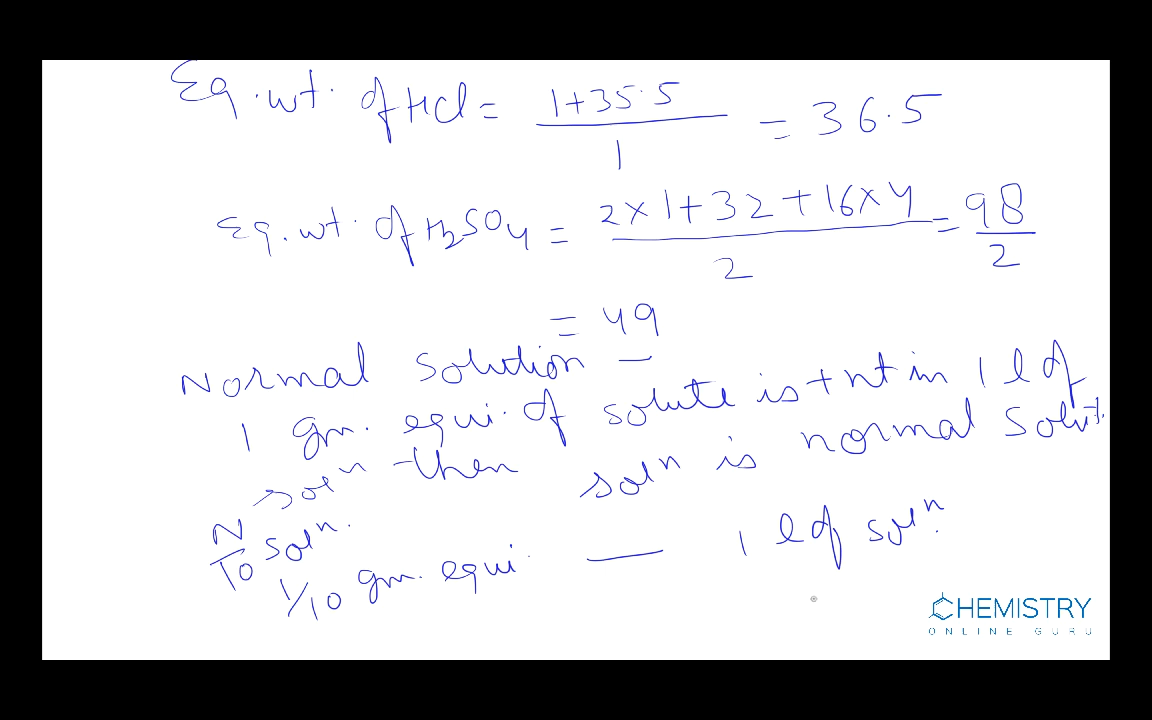 Eq. wt. of HCl = 1+35.5 / 1 = 36.5
Eq. wt. of H2SO4 = 2×1+32+16×4 / 2 = 98 / 2
= 49
Normal Solution —
1 gm. equi. of solute is in 1 l of
solⁿ then solⁿ is normal Solut.
N/10 solⁿ.
1/10 gm. equi. — 1 l of solⁿ.
CHEMISTRY
ONLINE GURU